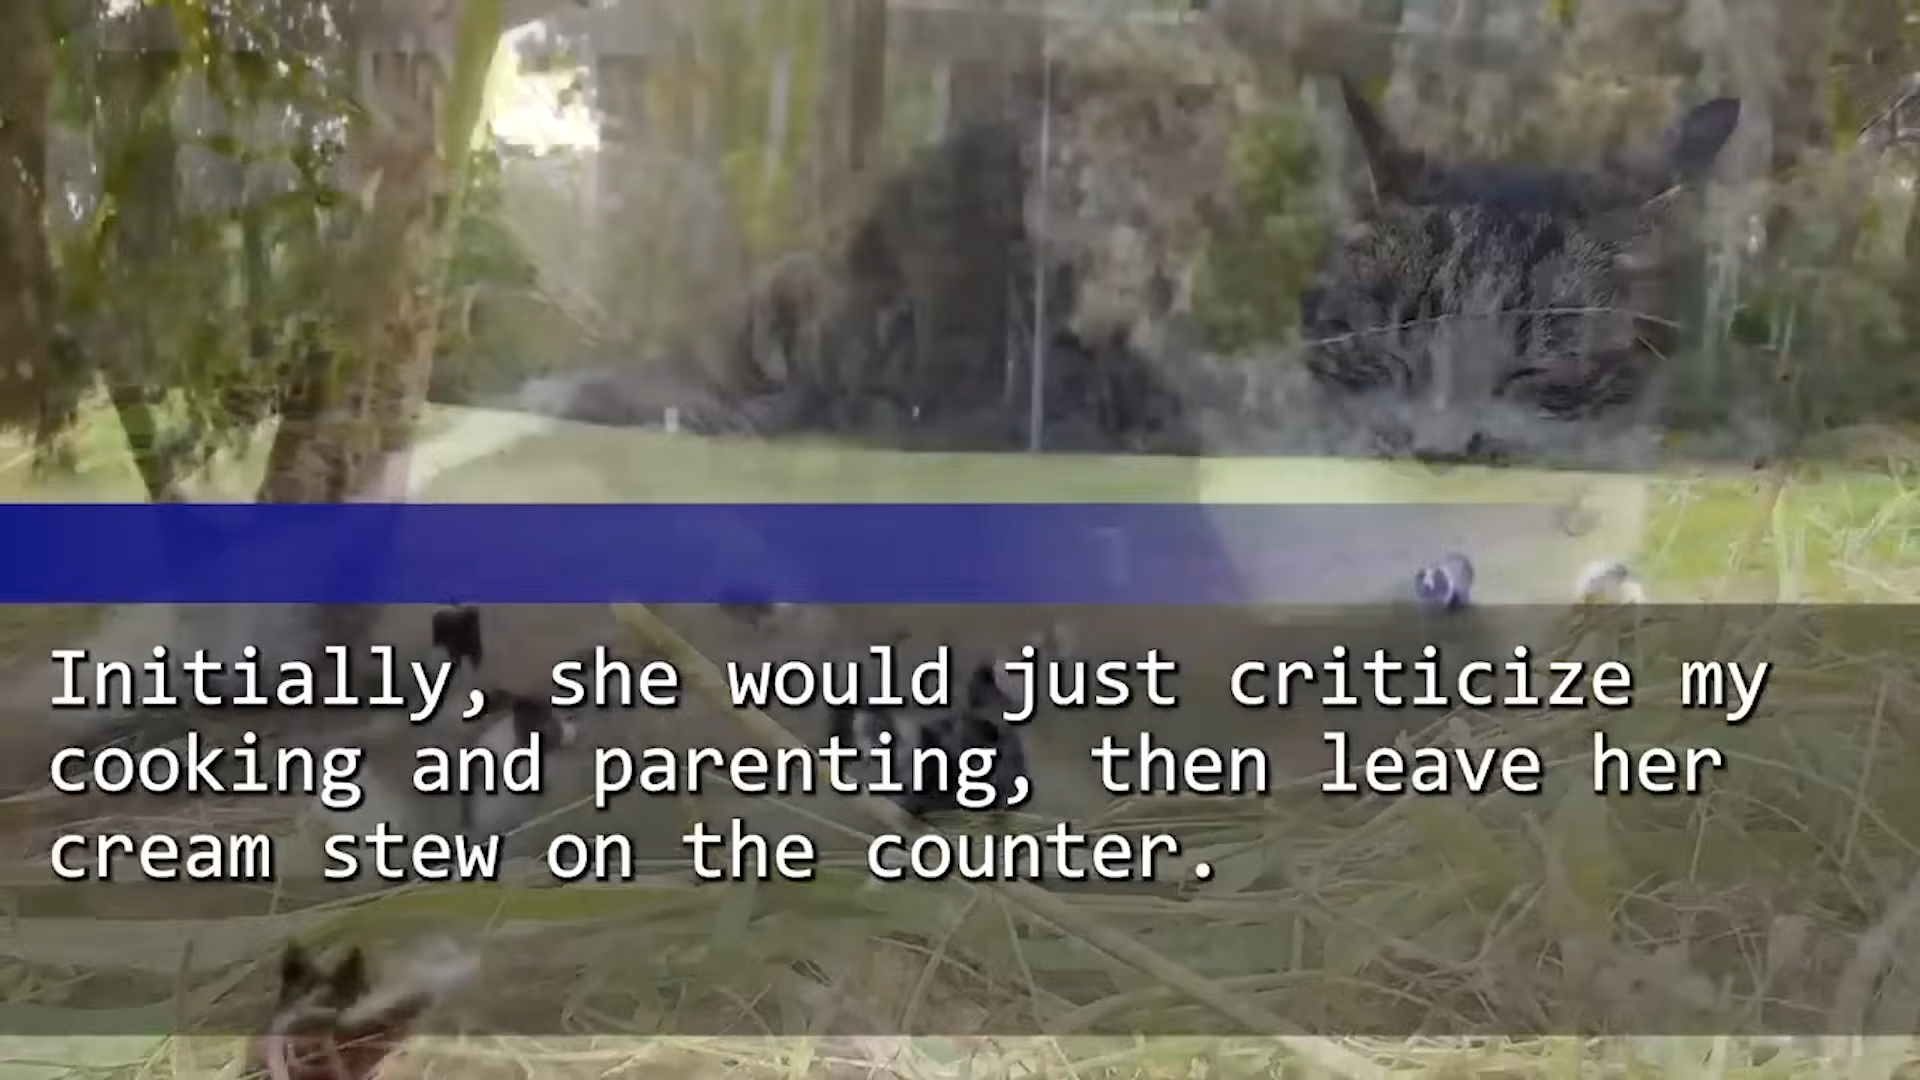 Initially, she would just criticize my
cooking and parenting, then leave her
cream stew on the counter.